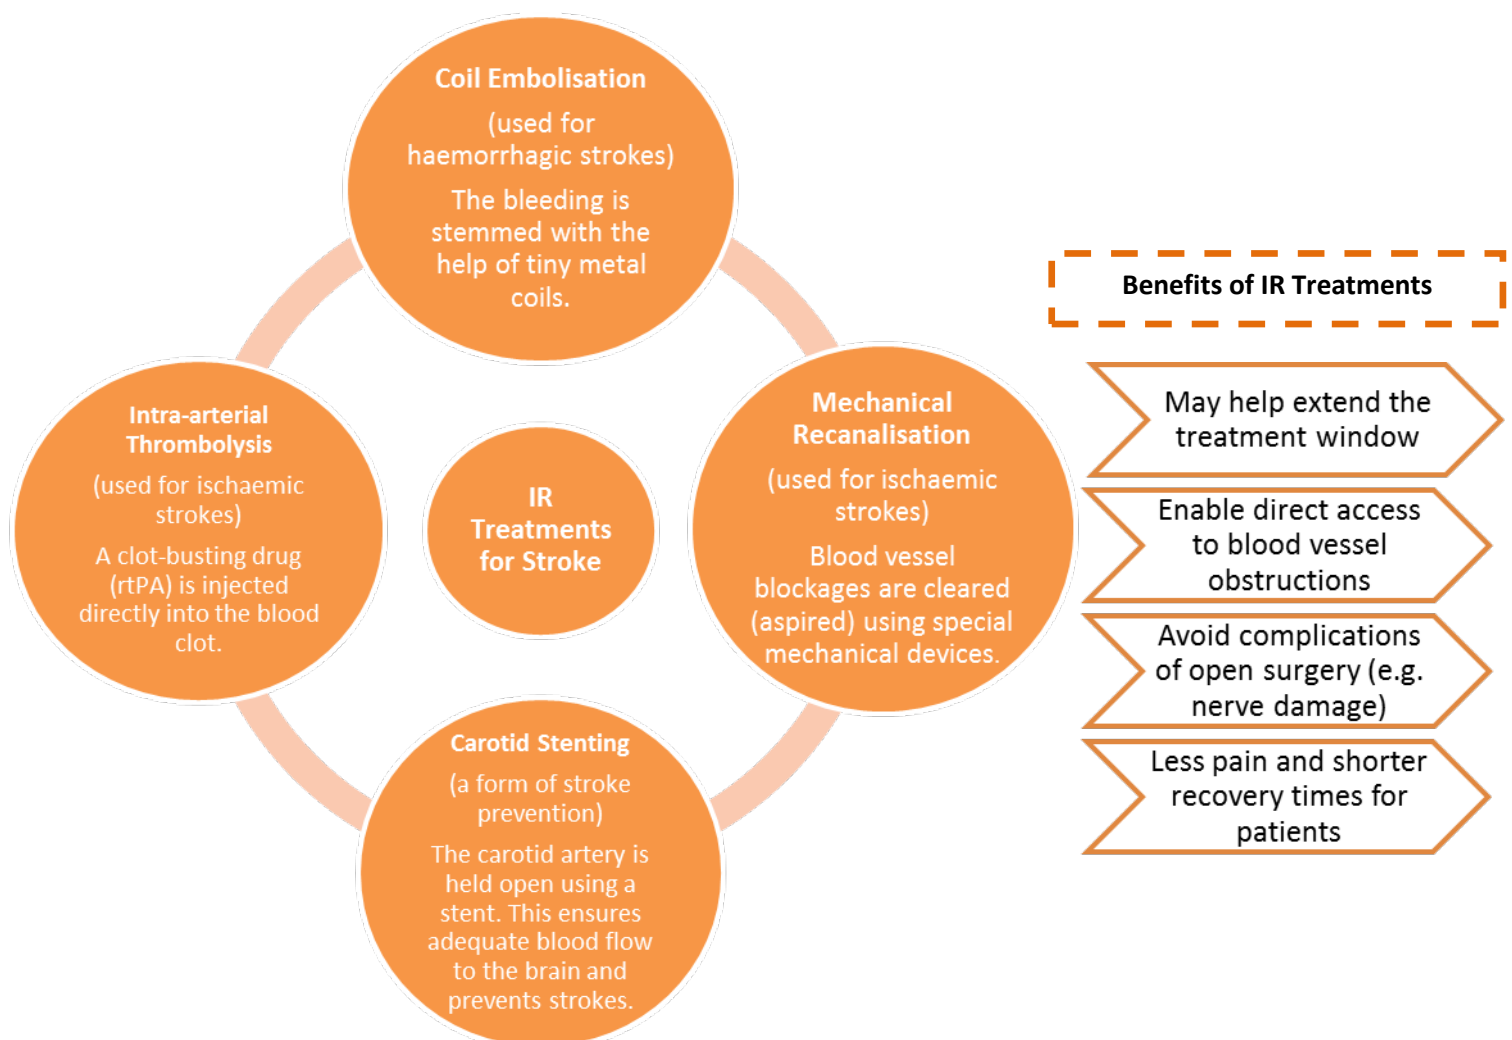 Coil Embolisation
(used for
haemorrhagic strokes)
The bleeding is
stemmed with the
help of tiny metal
coils.
Mechanical
Recanalisation
(used for ischaemic
strokes)
Blood vessel
blockages are cleared
(aspired) using special
mechanical devices.
Carotid Stenting
(a form of stroke
prevention)
The carotid artery is
held open using a
stent. This ensures
adequate blood flow
to the brain and
prevents strokes.
Intra-arterial
Thrombolysis
(used for ischaemic
strokes)
A clot-busting drug
(rtPA) is injected
directly into the blood
clot.
IR
Treatments
for Stroke
Benefits of IR Treatments
May help extend the
treatment window
Enable direct access
to blood vessel
obstructions
Avoid complications
of open surgery (e.g.
nerve damage)
Less pain and shorter
recovery times for
patients